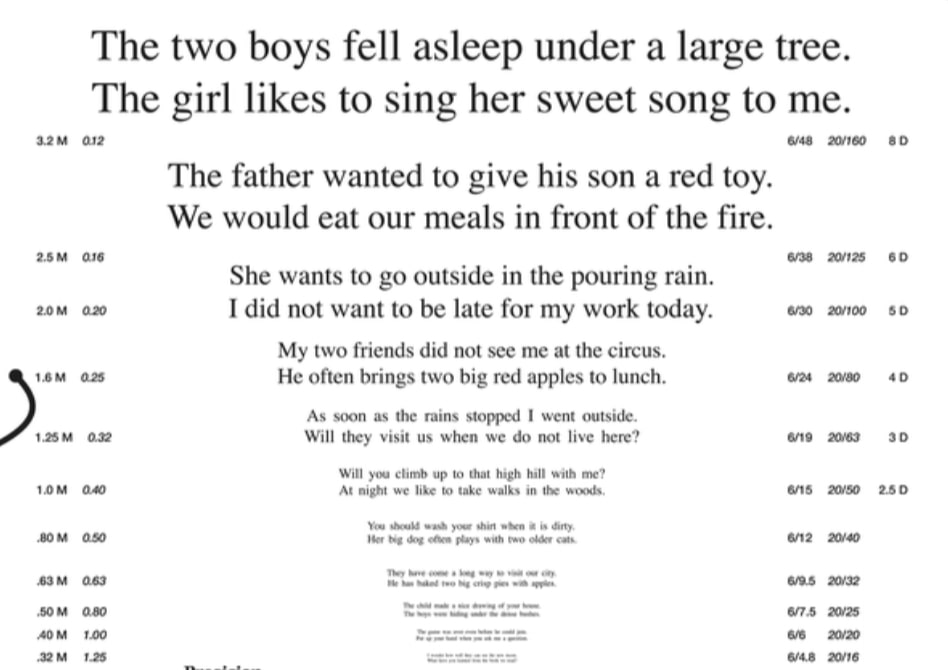 The two boys fell asleep under a large tree.
The girl likes to sing her sweet song to me.
3.2 M 0.12 6/48 20/160 8 D
The father wanted to give his son a red toy.
We would eat our meals in front of the fire.
2.5 M 0.16 6/38 20/125 6 D
She wants to go outside in the pouring rain.
I did not want to be late for my work today.
2.0 M 0.20 6/30 20/100 5 D
My two friends did not see me at the circus.
He often brings two big red apples to lunch.
1.6 M 0.25 6/24 20/80 4 D
As soon as the rains stopped I went outside.
Will they visit us when we do not live here?
1.25 M 0.32 6/19 20/63 3 D
Will you climb up to that high hill with me?
At night we like to take walks in the woods.
1.0 M 0.40 6/15 20/50 2.5 D
You should wash your shirt when it is dirty.
Her big dog often plays with two older cats.
.80 M 0.50 6/12 20/40
They have come a long way to visit our city.
He has baked two big crisp pies with apples.
.63 M 0.63 6/9.5 20/32
The child made a nice drawing of your house.
The boys were hiding under the dense bushes.
.50 M 0.80 6/7.5 20/25
.40 M 1.00 6/6 20/20
.32 M 1.25 6/4.8 20/16